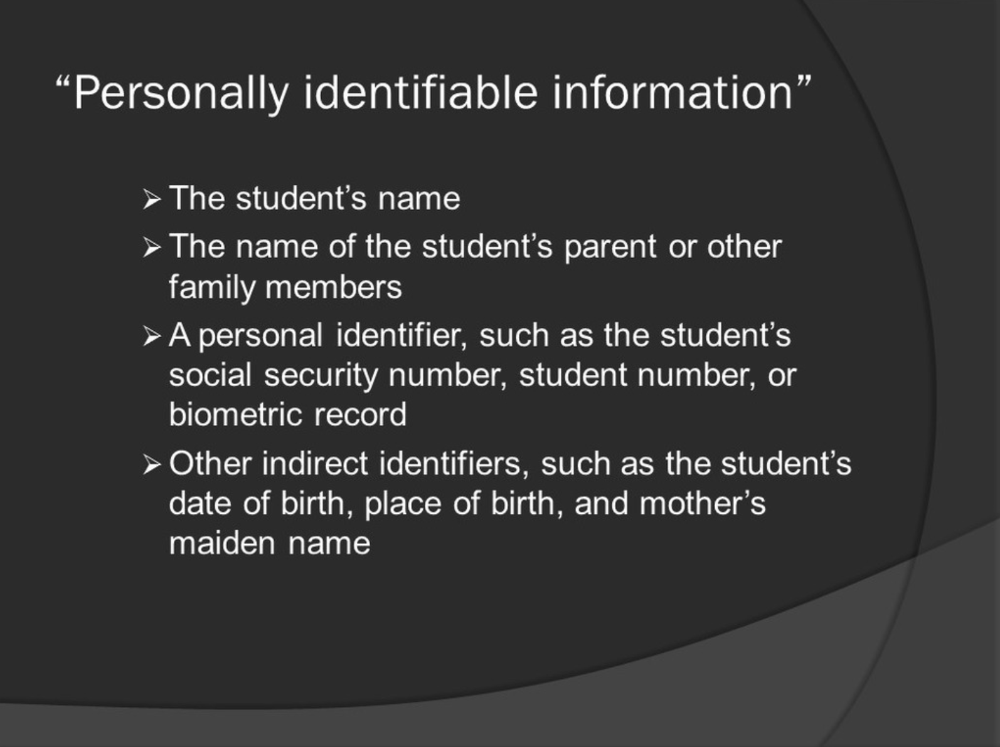 “Personally identifiable information”
➢ The student’s name
➢ The name of the student’s parent or other
family members
➢ A personal identifier, such as the student’s
social security number, student number, or
biometric record
➢ Other indirect identifiers, such as the student’s
date of birth, place of birth, and mother’s
maiden name